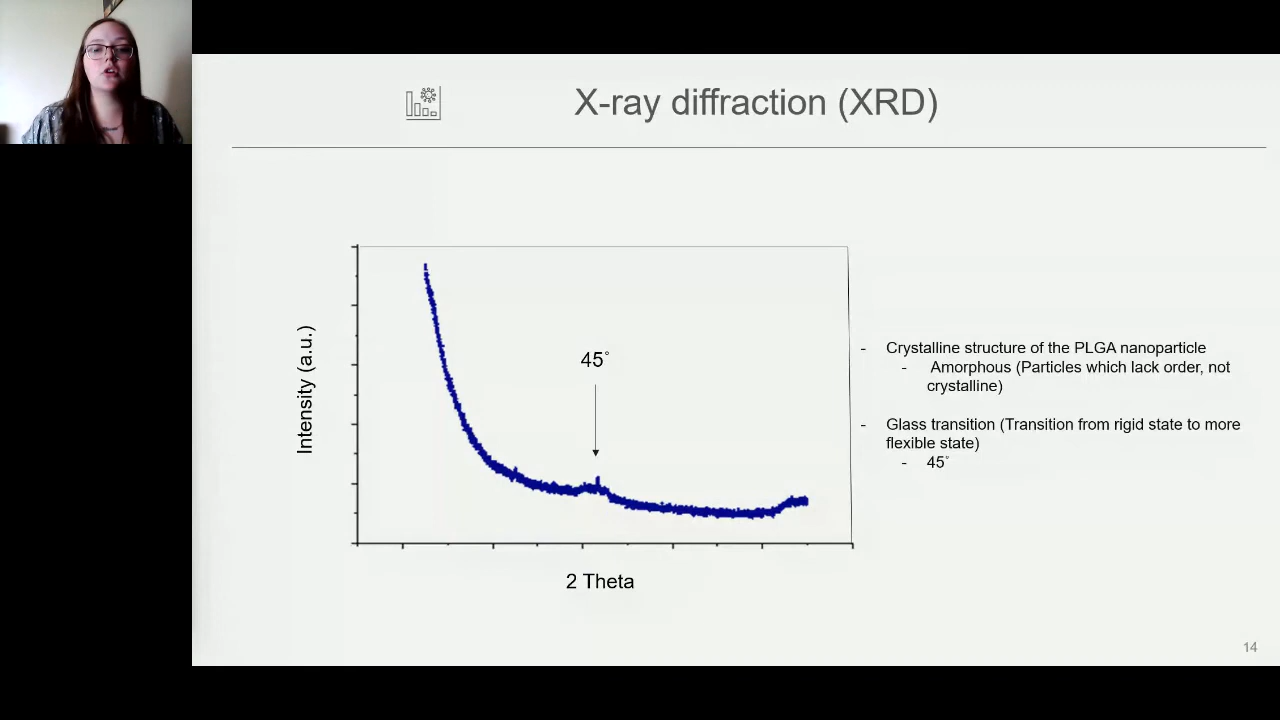 X-ray diffraction (XRD)
Intensity (a.u.)
45°
2 Theta
- Crystalline structure of the PLGA nanoparticle
- Amorphous (Particles which lack order, not
crystalline)
- Glass transition (Transition from rigid state to more
flexible state)
- 45°
14